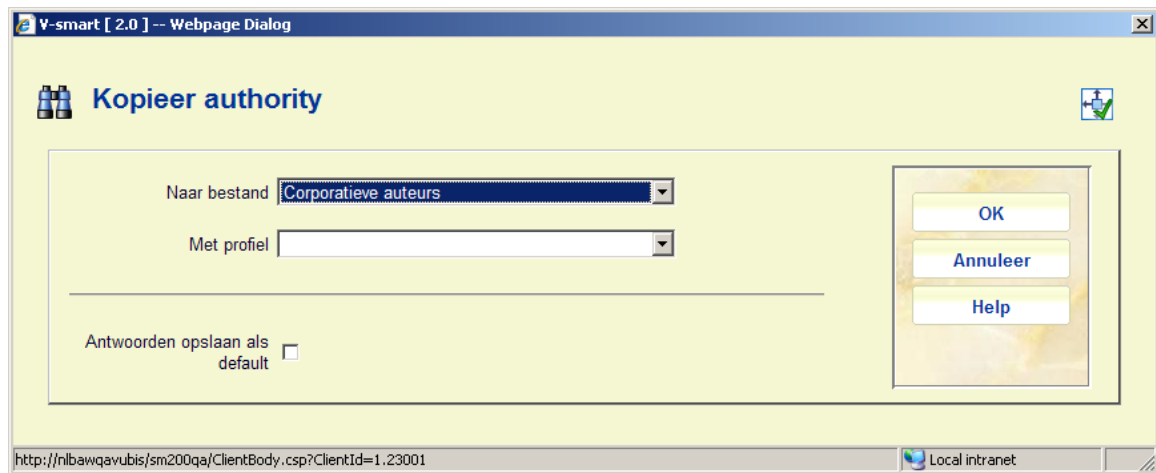 V-smart [ 2.0 ] -- Webpage Dialog
Kopieer authority
Naar bestand Corporatieve auteurs
Met profiel
OK
Annuleer
Help
Antwoorden opslaan als
default
http://nlbawqavubis/sm200qa/ClientBody.csp?ClientId=1.23001
Local intranet